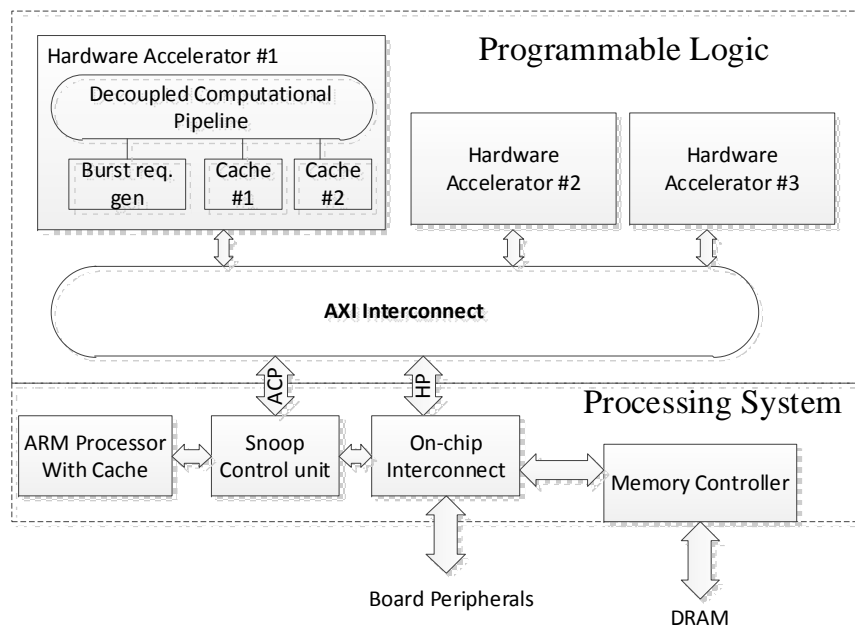 Hardware Accelerator #1
Programmable Logic
Decoupled Computational
Pipeline
Burst req.
gen
Cache
#1
Cache
#2
Hardware
Accelerator #2
Hardware
Accelerator #3
AXI Interconnect
ACP
HP
Processing System
ARM Processor
With Cache
Snoop
Control unit
On-chip
Interconnect
Memory Controller
Board Peripherals
DRAM